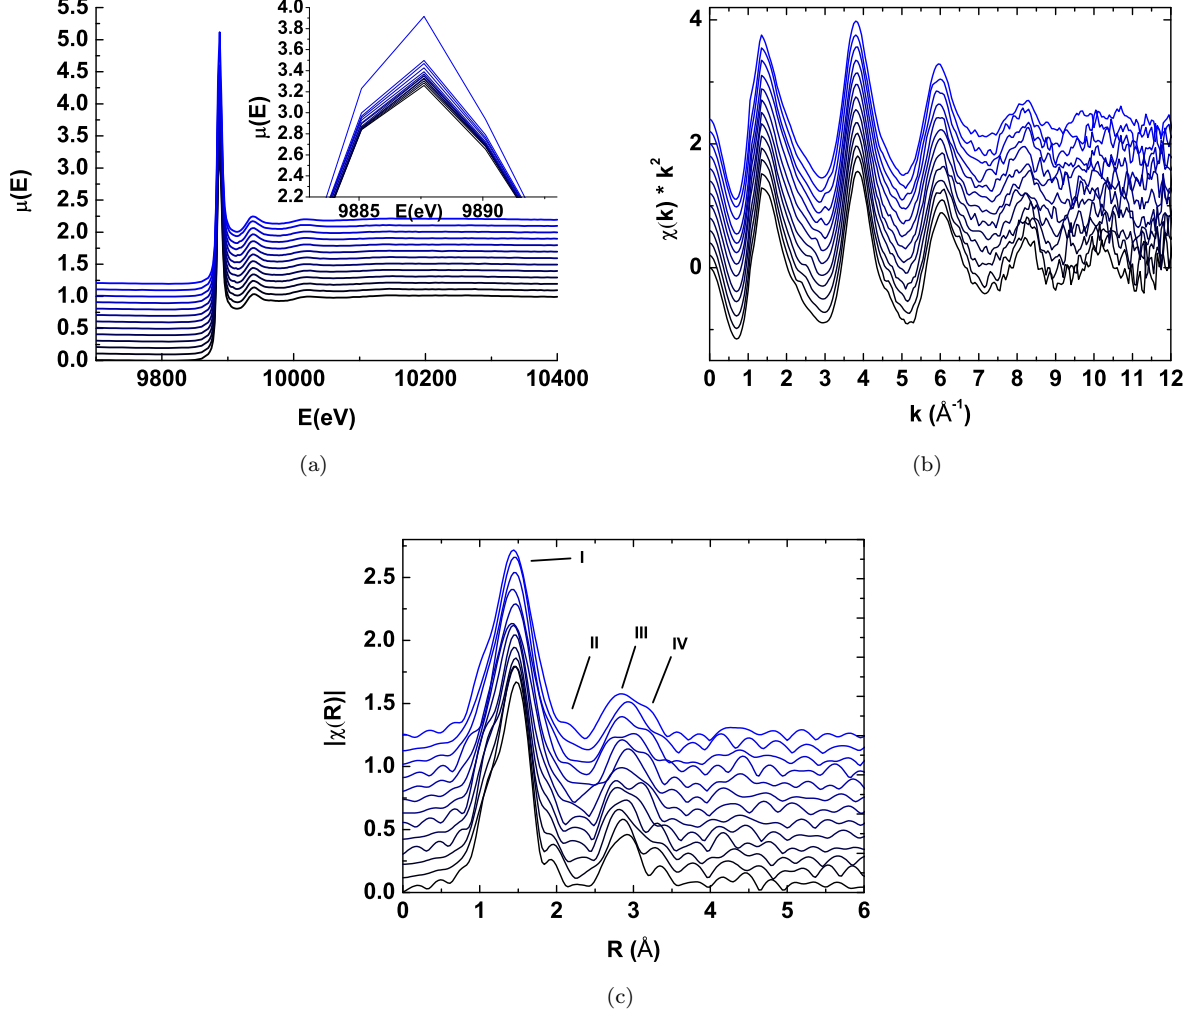 5.5
5.0
4.5
4.0
3.5
3.0
2.5
2.0
1.5
1.0
0.5
0.0
μ(E)
9800 10000 10200 10400
E(eV)
4.0
3.8
3.6
3.4
3.2
3.0
2.8
2.6
2.4
2.2
μ(E)
9885 E(eV) 9890
(a)
4
2
0
χ(k) * k²
0 1 2 3 4 5 6 7 8 9 10 11 12
k (Å⁻¹)
(b)
2.5
2.0
1.5
1.0
0.5
0.0
|χ(R)|
I
II
III
IV
0 1 2 3 4 5 6
R (Å)
(c)